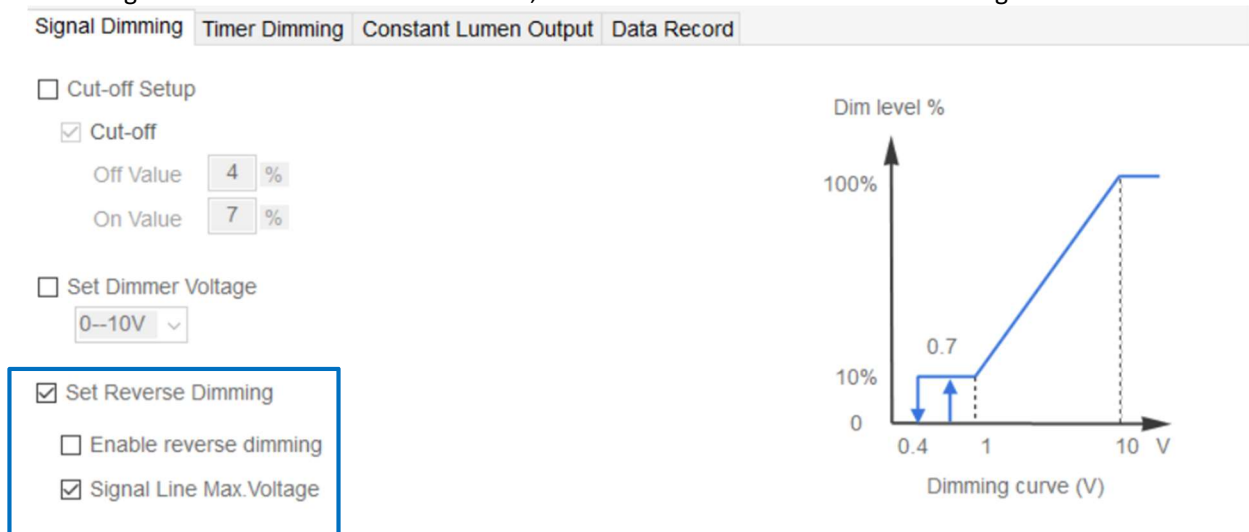 Signal Dimming Timer Dimming Constant Lumen Output Data Record
Cut-off Setup
Cut-off
Off Value 4 %
On Value 7 %
Set Dimmer Voltage
0--10V
Set Reverse Dimming
Enable reverse dimming
Signal Line Max.Voltage
Dim level %
100%
0.7
10%
0
0.4 1 10 V
Dimming curve (V)